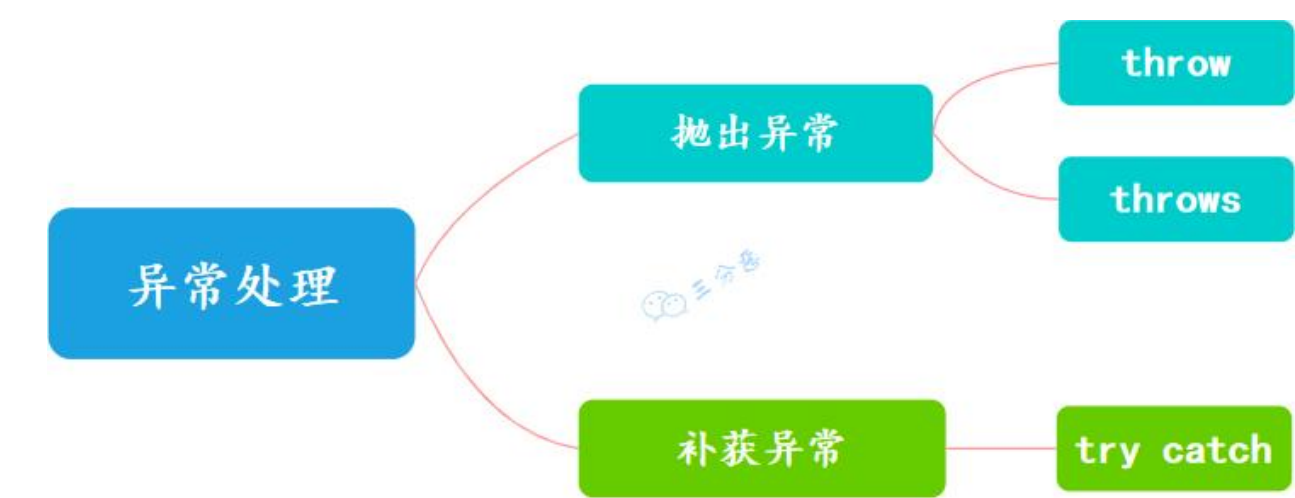 throw
抛出异常
throws
异常处理
三分恶
补获异常
try catch